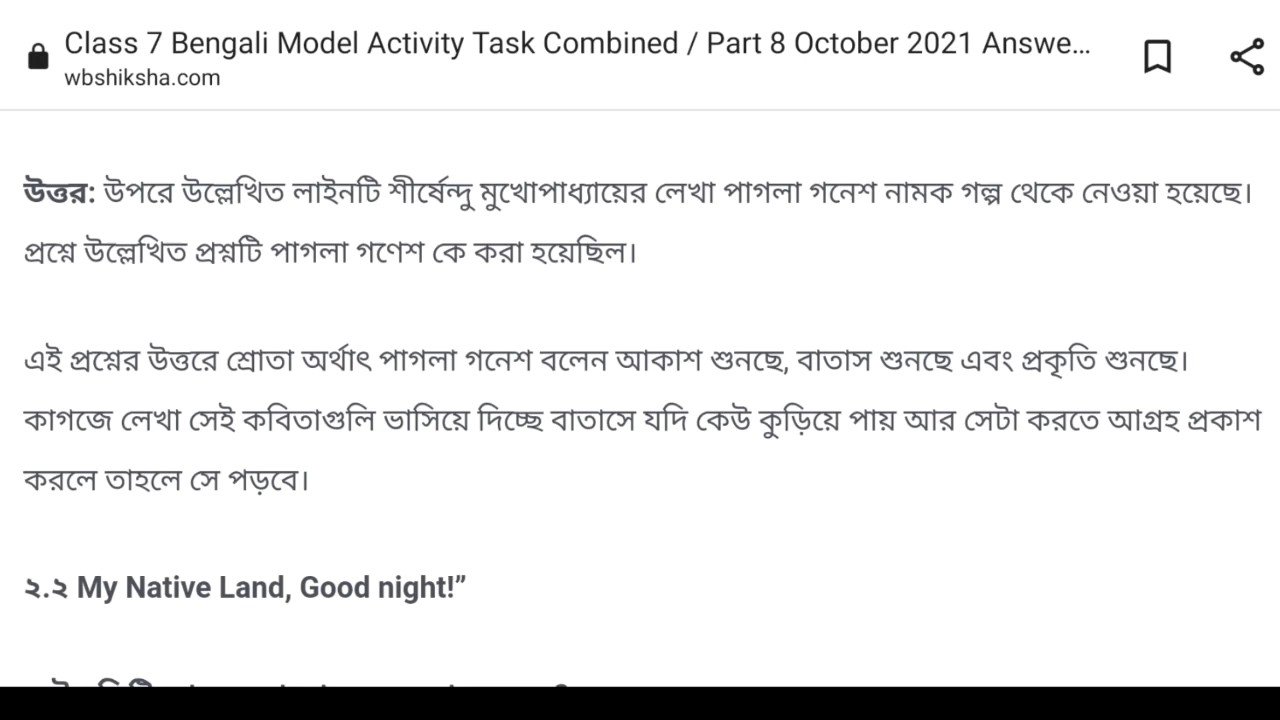 Class 7 Bengali Model Activity Task Combined / Part 8 October 2021 Answe...
wbshiksha.com
উত্তর: উপরে উল্লেখিত লাইনটি শীর্ষেন্দু মুখোপাধ্যায়ের লেখা পাগলা গনেশ নামক গল্প থেকে নেওয়া হয়েছে।
প্রশ্নে উল্লেখিত প্রশ্নটি পাগলা গণেশ কে করা হয়েছিল।
এই প্রশ্নের উত্তরে শ্রোতা অর্থাৎ পাগলা গনেশ বলেন আকাশ শুনছে, বাতাস শুনছে এবং প্রকৃতি শুনছে।
কাগজে লেখা সেই কবিতাগুলি ভাসিয়ে দিচ্ছে বাতাসে যদি কেউ কুড়িয়ে পায় আর সেটা করতে আগ্রহ প্রকাশ
করলে তাহলে সে পড়বে।
২.২ My Native Land, Good night!”